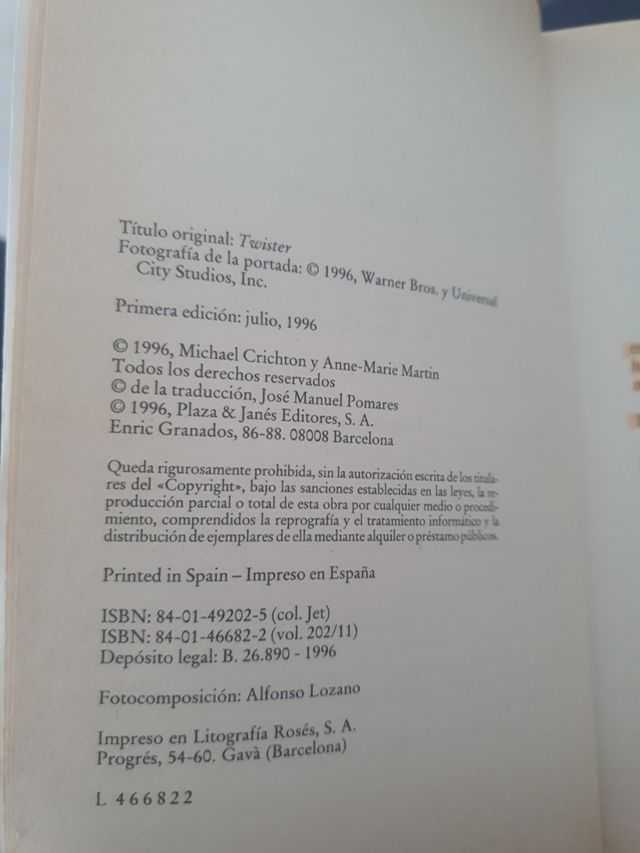 Título original: Twister
Fotografía de la portada: © 1996, Warner Bros. y Universal
City Studios, Inc.
Primera edición: julio, 1996
© 1996, Michael Crichton y Anne-Marie Martin
Todos los derechos reservados
© de la traducción, José Manuel Pomares
© 1996, Plaza & Janés Editores, S. A.
Enric Granados, 86-88. 08008 Barcelona
Queda rigurosamente prohibida, sin la autorización escrita de los titula-
res del «Copyright», bajo las sanciones establecidas en las leyes, la re-
producción parcial o total de esta obra por cualquier medio o procedi-
miento, comprendidos la reprografía y el tratamiento informático y la
distribución de ejemplares de ella mediante alquiler o préstamo públicos.
Printed in Spain – Impreso en España
ISBN: 84-01-49202-5 (col. Jet)
ISBN: 84-01-46682-2 (vol. 202/11)
Depósito legal: B. 26.890 - 1996
Fotocomposición: Alfonso Lozano
Impreso en Litografía Rosés, S. A.
Progrés, 54-60. Gavà (Barcelona)
L 466822